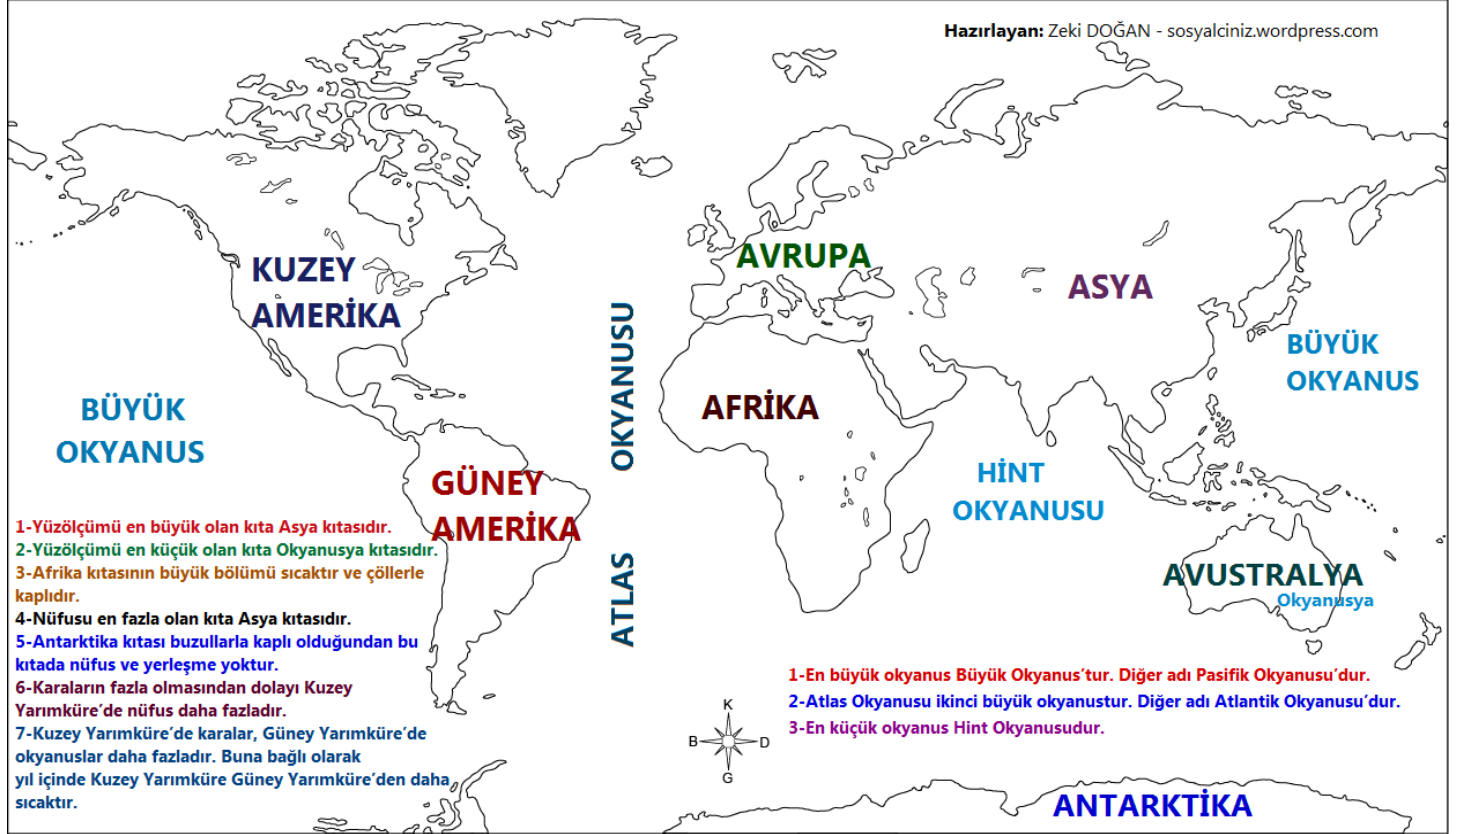 Hazırlayan: Zeki DOĞAN - sosyalciniz.wordpress.com
KUZEY
AMERİKA
AVRUPA
ASYA
BÜYÜK
OKYANUS
BÜYÜK
OKYANUS
ATLAS OKYANUSU
AFRİKA
GÜNEY
AMERİKA
HİNT
OKYANUSU
AVUSTRALYA
Okyanusya
1-Yüzölçümü en büyük olan kıta Asya kıtasıdır.
2-Yüzölçümü en küçük olan kıta Okyanusya kıtasıdır.
3-Afrika kıtasının büyük bölümü sıcaktır ve çöllerle
kaplıdır.
4-Nüfusu en fazla olan kıta Asya kıtasıdır.
5-Antarktika kıtası buzullarla kaplı olduğundan bu
kıtada nüfus ve yerleşme yoktur.
6-Karaların fazla olmasından dolayı Kuzey
Yarımküre’de nüfus daha fazladır.
7-Kuzey Yarımküre’de karalar, Güney Yarımküre’de
okyanuslar daha fazladır. Buna bağlı olarak
yıl içinde Kuzey Yarımküre Güney Yarımküre’den daha
sıcaktır.
1-En büyük okyanus Büyük Okyanus’tur. Diğer adı Pasifik Okyanusu’dur.
2-Atlas Okyanusu ikinci büyük okyanustur. Diğer adı Atlantik Okyanusu’dur.
3-En küçük okyanus Hint Okyanusudur.
K
B
D
G
ANTARKTİKA